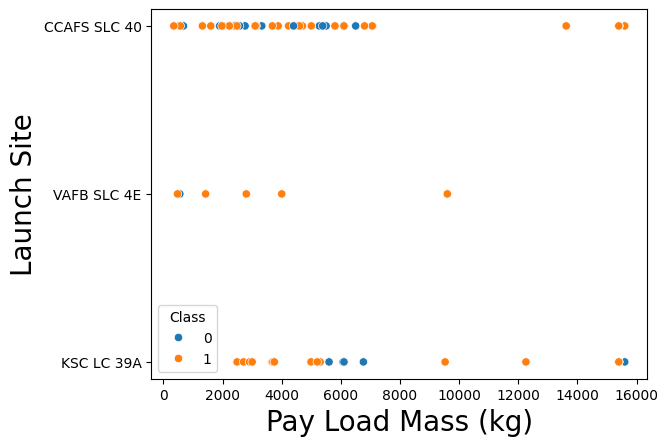 CCAFS SLC 40
VAFB SLC 4E
KSC LC 39A
Launch Site
Class
0
1
0 2000 4000 6000 8000 10000 12000 14000 16000
Pay Load Mass (kg)